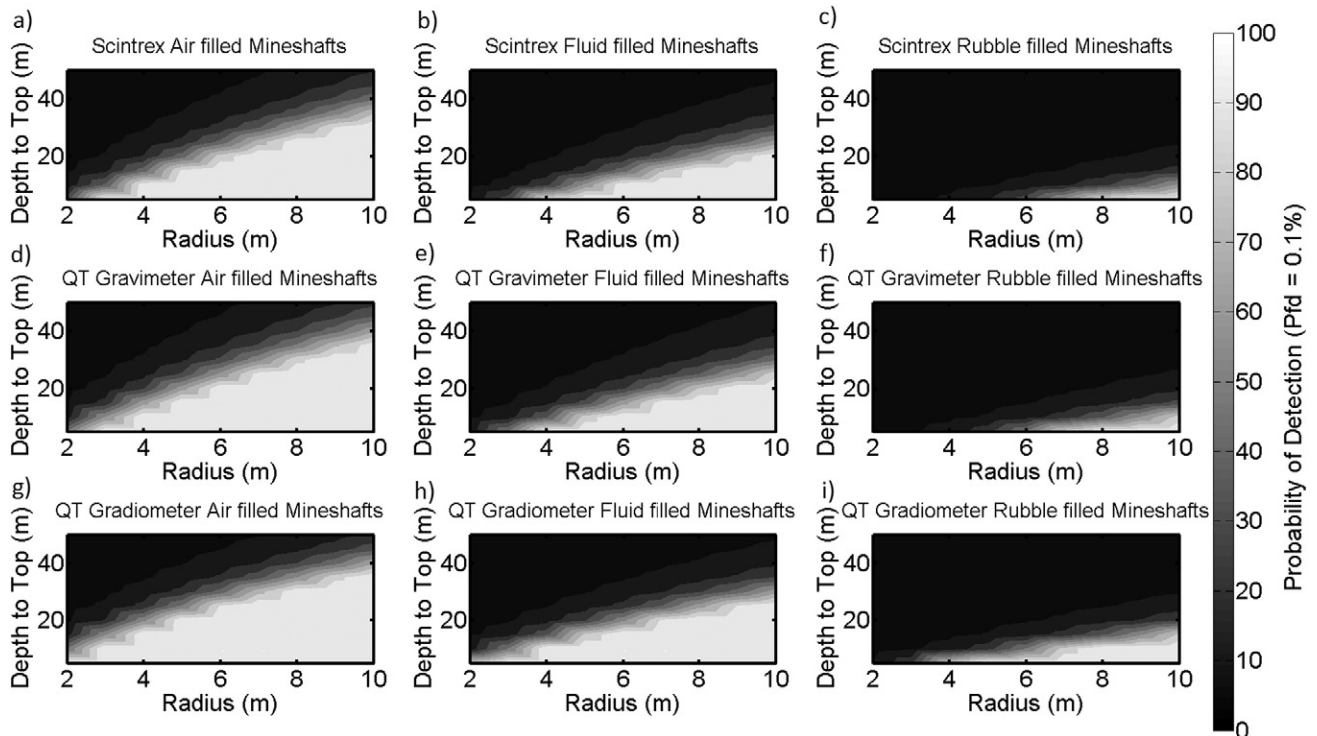 a)
Scintrex Air filled Mineshafts
Depth to Top (m)
40
20
2 4 6 8 10
Radius (m)
b)
Scintrex Fluid filled Mineshafts
Depth to Top (m)
40
20
2 4 6 8 10
Radius (m)
c)
Scintrex Rubble filled Mineshafts
Depth to Top (m)
40
20
2 4 6 8 10
Radius (m)
d)
QT Gravimeter Air filled Mineshafts
Depth to Top (m)
40
20
2 4 6 8 10
Radius (m)
e)
QT Gravimeter Fluid filled Mineshafts
Depth to Top (m)
40
20
2 4 6 8 10
Radius (m)
f)
QT Gravimeter Rubble filled Mineshafts
Depth to Top (m)
40
20
2 4 6 8 10
Radius (m)
g)
QT Gradiometer Air filled Mineshafts
Depth to Top (m)
40
20
2 4 6 8 10
Radius (m)
h)
QT Gradiometer Fluid filled Mineshafts
Depth to Top (m)
40
20
2 4 6 8 10
Radius (m)
i)
QT Gradiometer Rubble filled Mineshafts
Depth to Top (m)
40
20
2 4 6 8 10
Radius (m)
100
90
80
70
60
50
40
30
20
10
0
Probability of Detection (Pfd = 0.1%)